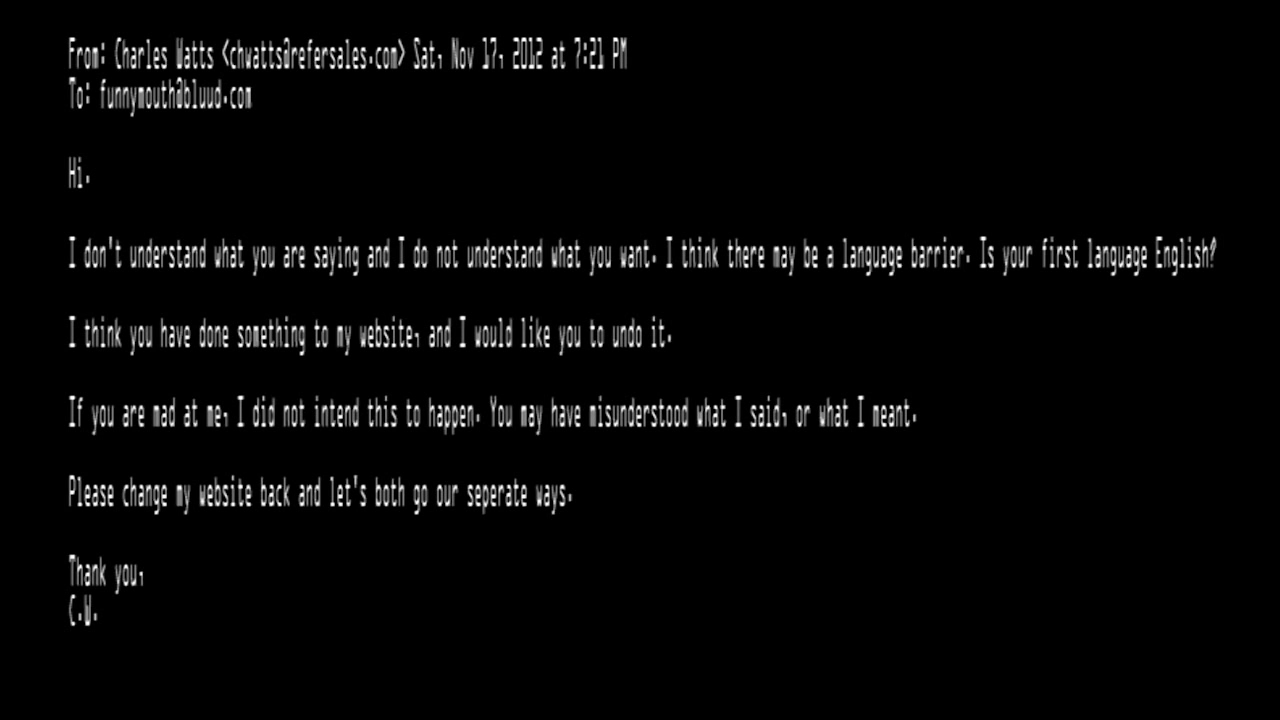 From: Charles Watts <chwatts@refersales.com> Sat, Nov 17, 2012 at 7:21 PM
To: funnymouth@bluud.com
Hi.
I don't understand what you are saying and I do not understand what you want. I think there may be a language barrier. Is your first language English?
I think you have done something to my website, and I would like you to undo it.
If you are mad at me, I did not intend this to happen. You may have misunderstood what I said, or what I meant.
Please change my website back and let's both go our seperate ways.
Thank you,
C.W.